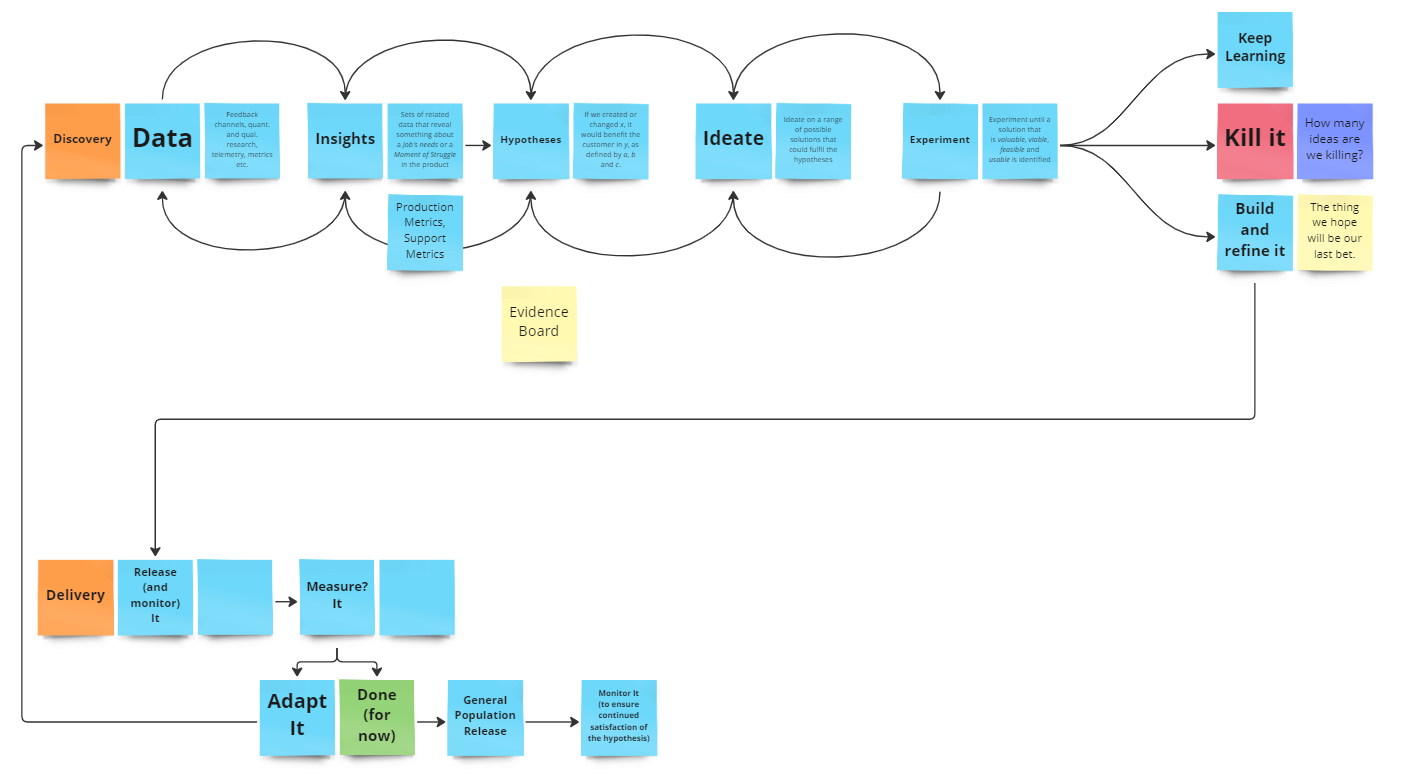 Keep
Learning
Discovery
Data
Feedback
channels, quant.
and qual.
research,
telemetry, metrics
etc.
Insights
Sets of related
data that reveal
something about
a Job's needs or a
Moment of Struggle
in the product
Hypotheses
If we created or
changed x, it
would benefit the
customer in y, as
defined by a, b
and c.
Ideate
Ideate on a range
of possible
solutions that
could fulfil the
hypotheses
Experiment
Experiment until a
solution that
is valuable, viable,
feasible and
usable is identified
Kill it
How many
ideas are
we killing?
Production
Metrics,
Support
Metrics
Build
and
refine it
The thing
we hope
will be our
last bet.
Evidence
Board
Delivery
Release
(and
monitor)
It
Measure?
It
Adapt
It
Done
(for
now)
General
Population
Release
Monitor It
(to ensure
continued
satisfaction of
the hypothesis)